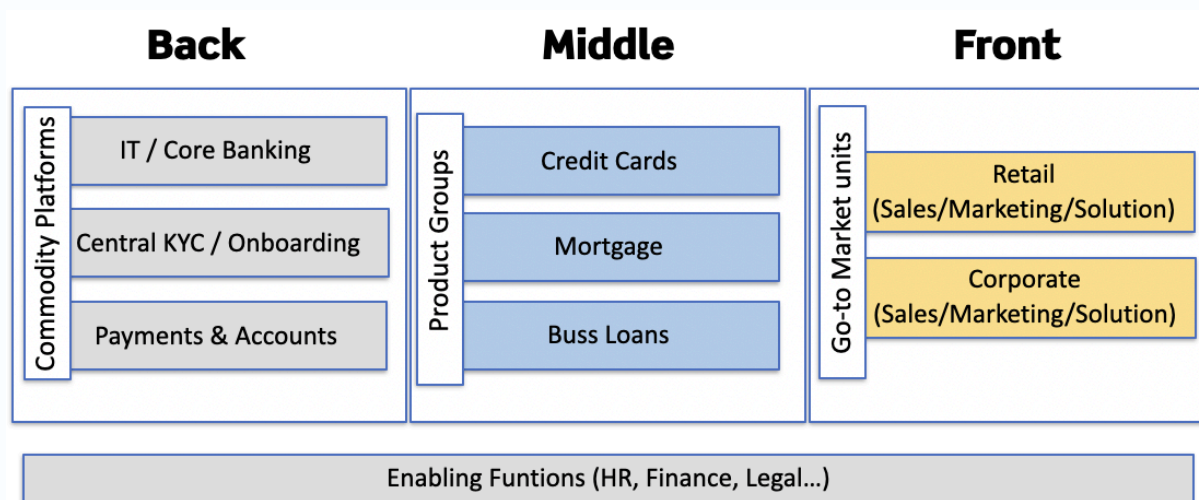 Back
Middle
Front
Commodity Platforms
IT / Core Banking
Central KYC / Onboarding
Payments & Accounts
Product Groups
Credit Cards
Mortgage
Buss Loans
Go-to Market units
Retail
(Sales/Marketing/Solution)
Corporate
(Sales/Marketing/Solution)
Enabling Funtions (HR, Finance, Legal...)